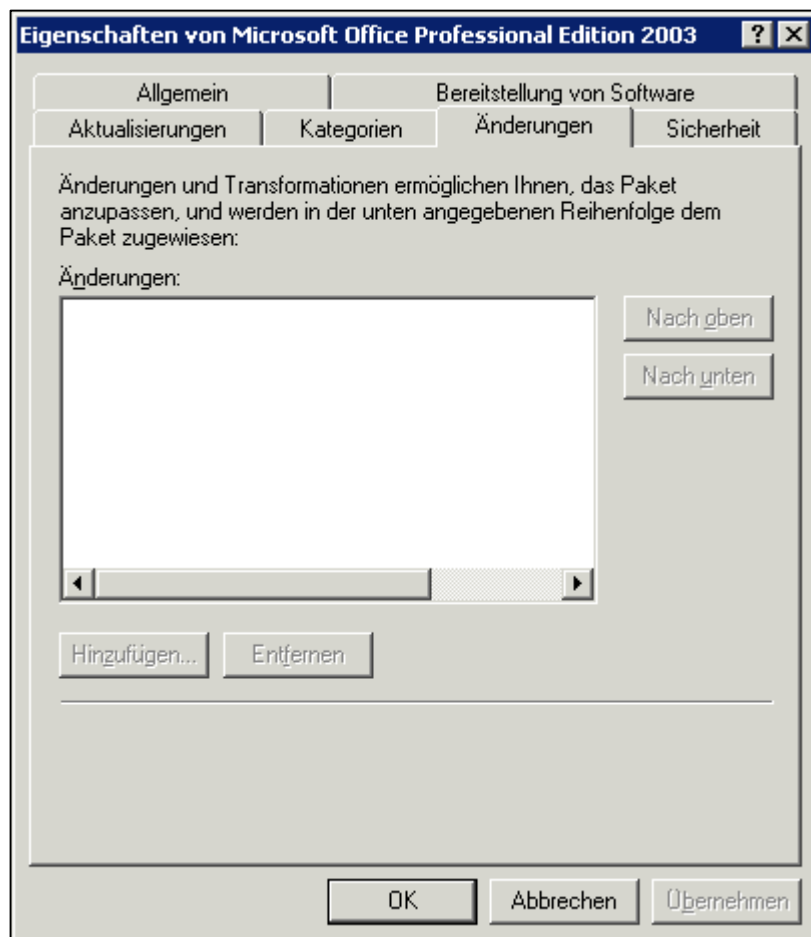 Eigenschaften von Microsoft Office Professional Edition 2003
Allgemein
Bereitstellung von Software
Aktualisierungen
Kategorien
Änderungen
Sicherheit
Änderungen und Transformationen ermöglichen Ihnen, das Paket
anzupassen, und werden in der unten angegebenen Reihenfolge dem
Paket zugewiesen:
Änderungen:
Nach oben
Nach unten
Hinzufügen...
Entfernen
OK
Abbrechen
Übernehmen